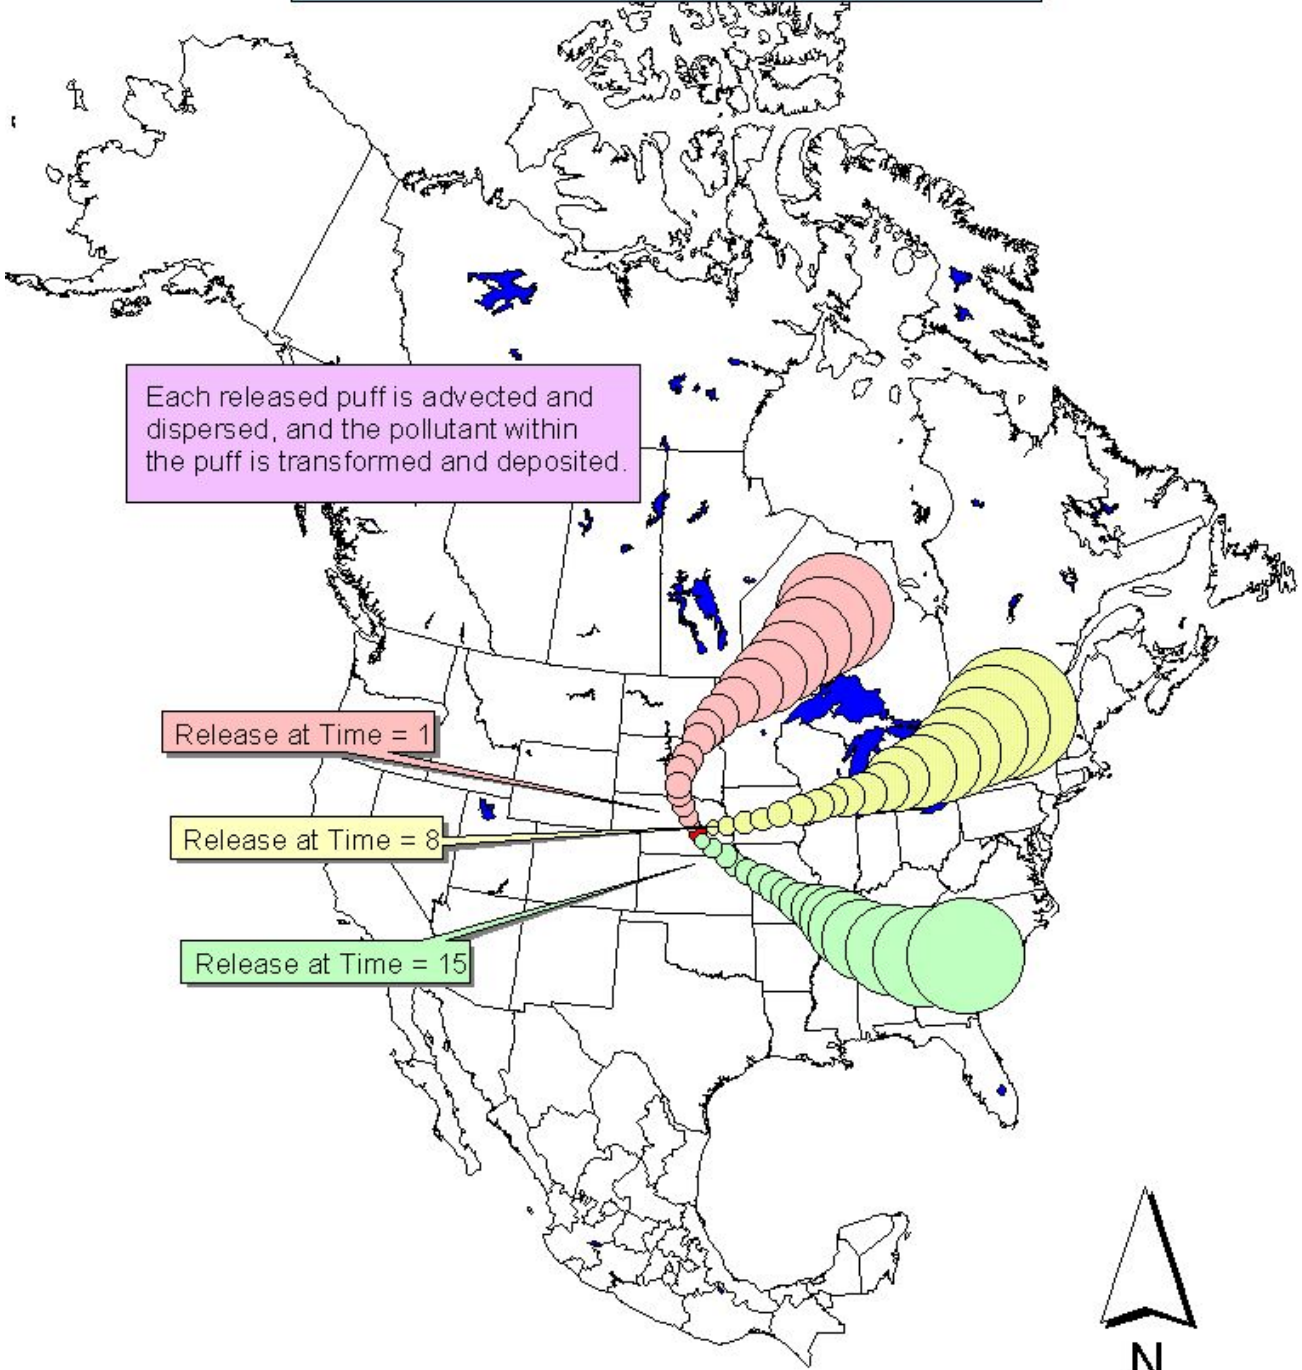 Each released puff is advected and
dispersed, and the pollutant within
the puff is transformed and deposited.
Release at Time = 1
Release at Time = 8
Release at Time = 15
N